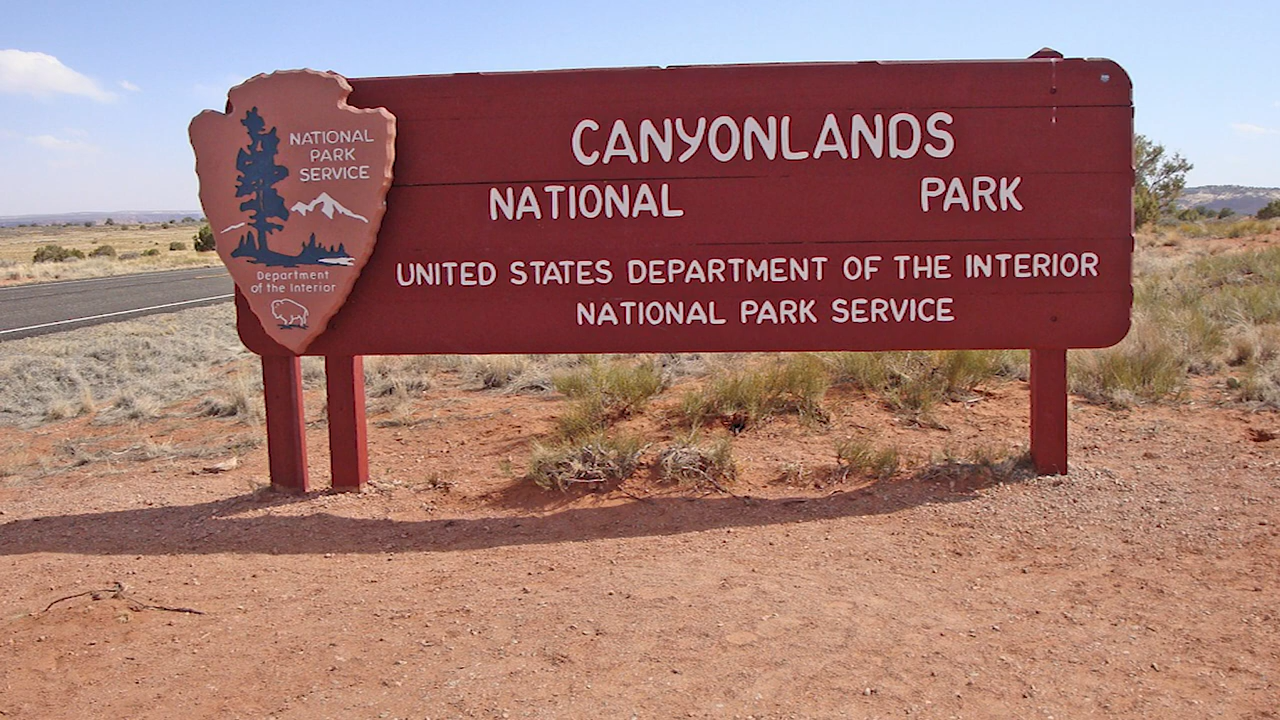 NATIONAL
PARK
SERVICE
Department
of the Interior
CANYONLANDS
NATIONAL PARK
UNITED STATES DEPARTMENT OF THE INTERIOR
NATIONAL PARK SERVICE